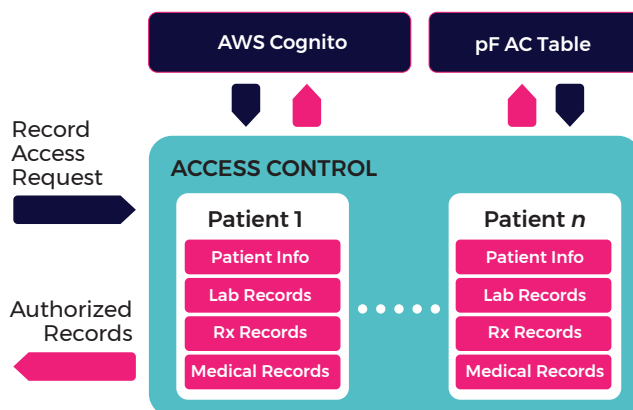 AWS Cognito
pF AC Table
Record
Access
Request
ACCESS CONTROL
Patient 1
Patient Info
Lab Records
Rx Records
Medical Records
Patient n
Patient Info
Lab Records
Rx Records
Medical Records
Authorized
Records